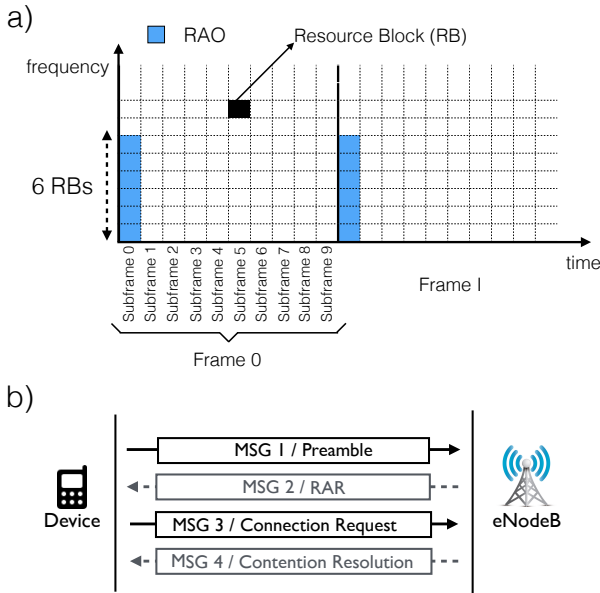 a)
RAO
Resource Block (RB)
frequency
6 RBs
Subframe 0
Subframe 1
Subframe 2
Subframe 3
Subframe 4
Subframe 5
Subframe 6
Subframe 7
Subframe 8
Subframe 9
time
Frame I
Frame 0
b)
MSG 1 / Preamble
MSG 2 / RAR
Device
MSG 3 / Connection Request
eNodeB
MSG 4 / Contention Resolution